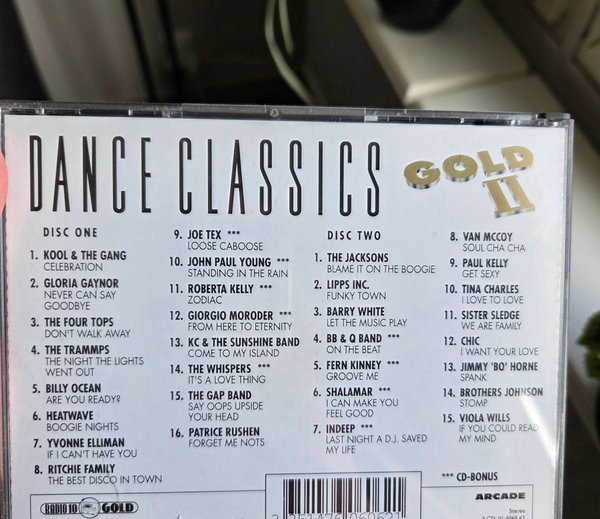 DANCE CLASSICS
GOLD
II
DISC ONE
1. KOOL & THE GANG
CELEBRATION
2. GLORIA GAYNOR
NEVER CAN SAY
GOODBYE
3. THE FOUR TOPS
DON'T WALK AWAY
4. THE TRAMMPS
THE NIGHT THE LIGHTS
WENT OUT
5. BILLY OCEAN
ARE YOU READY?
6. HEATWAVE
BOOGIE NIGHTS
7. YVONNE ELLIMAN
IF I CAN'T HAVE YOU
8. RITCHIE FAMILY
THE BEST DISCO IN TOWN
9. JOE TEX ***
LOOSE CABOOSE
10. JOHN PAUL YOUNG ***
STANDING IN THE RAIN
11. ROBERTA KELLY ***
ZODIAC
12. GIORGIO MORODER ***
FROM HERE TO ETERNITY
13. KC & THE SUNSHINE BAND
COME TO MY ISLAND
14. THE WHISPERS ***
IT'S A LOVE THING
15. THE GAP BAND
SAY OOPS UPSIDE
YOUR HEAD
16. PATRICE RUSHEN
FORGET ME NOTS
DISC TWO
1. THE JACKSONS
BLAME IT ON THE BOOGIE
2. LIPPS INC.
FUNKY TOWN
3. BARRY WHITE
LET THE MUSIC PLAY
4. BB & Q BAND ***
ON THE BEAT
5. FERN KINNEY ***
GROOVE ME
6. SHALAMAR ***
I CAN MAKE YOU
FEEL GOOD
7. INDEEP ***
LAST NIGHT A D.J. SAVED
MY LIFE
8. VAN MCCOY
SOUL CHA CHA
9. PAUL KELLY
GET SEXY
10. TINA CHARLES
I LOVE TO LOVE
11. SISTER SLEDGE
WE ARE FAMILY
12. CHIC
I WANT YOUR LOVE
13. JIMMY 'BO' HORNE
SPANK
14. BROTHERS JOHNSON
STOMP
15. VIOLA WILLS
IF YOU COULD READ
MY MIND
*** CD-BONUS
RADIO 10 GOLD
ARCADE
Stereo